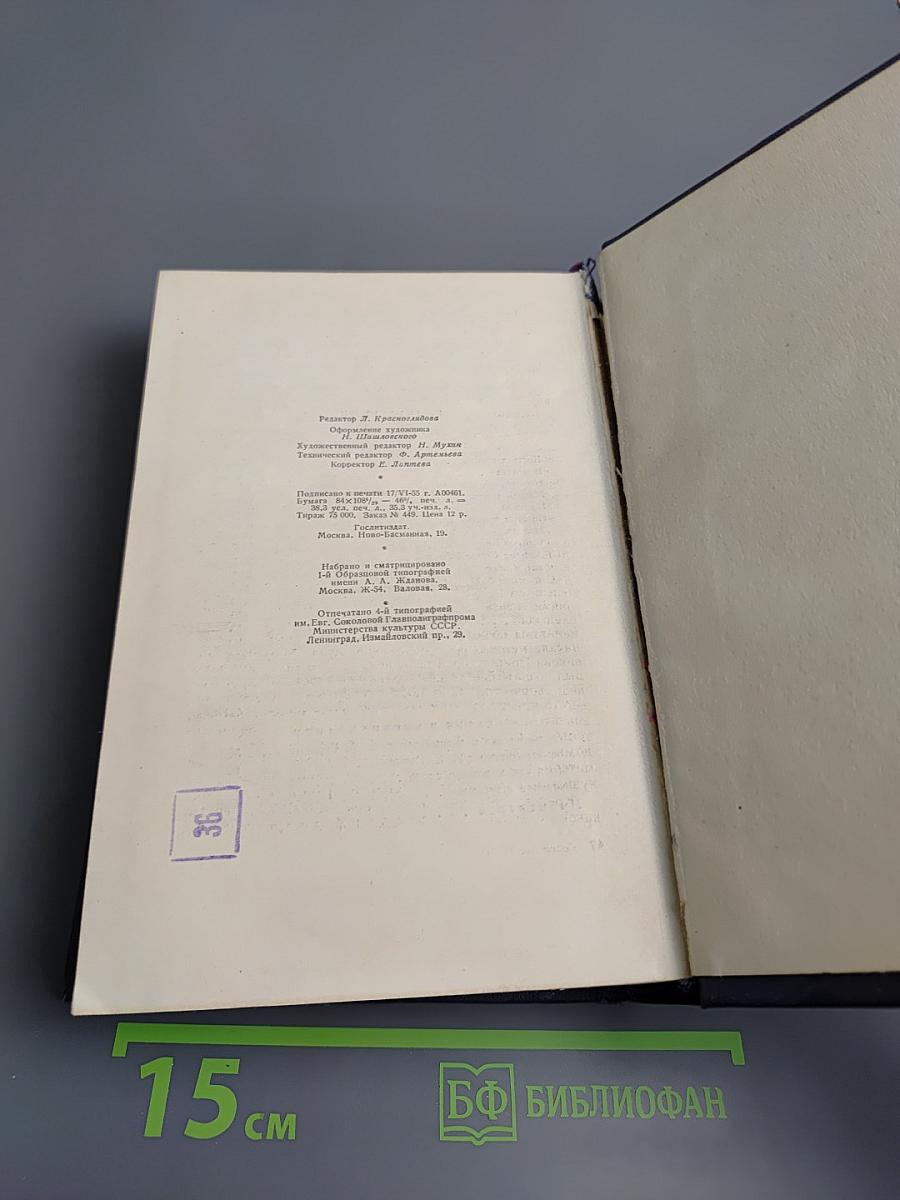 Редактор Л. Красноглядова
Оформление художника
Н. Шишловского
Художественный редактор Н. Мухин
Технический редактор Ф. Артемьева
Корректор Е. Лаптева
*
Подписано к печати 17/VI-55 г. А00461.
Бумага 84×108¹/₃₂ — 46³/₄ печ. л. =
38,3 усл. печ. л., 35,3 уч.-изд. л.
Тираж 75 000. Заказ № 449. Цена 12 р.
Гослитиздат.
Москва, Ново-Басманная, 19.
*
Набрано и сматрицировано
1-й Образцовой типографией
имени А. А. Жданова.
Москва, Ж-54. Валовая, 28.
*
Отпечатано 4-й типографией
им. Евг. Соколовой Главполиграфпрома
Министерства культуры СССР.
Ленинград, Измайловский пр., 29.
36
15 см
БФ БИБЛИОФАН